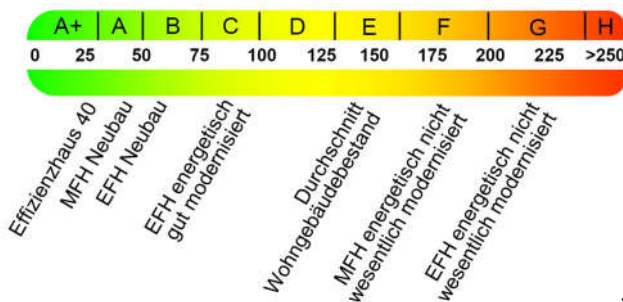 A+ A B C D E F G H
0 25 50 75 100 125 150 175 200 225 >250
Effizienzhaus 40
MFH Neubau
EFH Neubau
EFH energetisch
gut modernisiert
Durchschnitt
Wohngebäudebestand
MFH energetisch nicht
wesentlich modernisiert
EFH energetisch nicht
wesentlich modernisiert